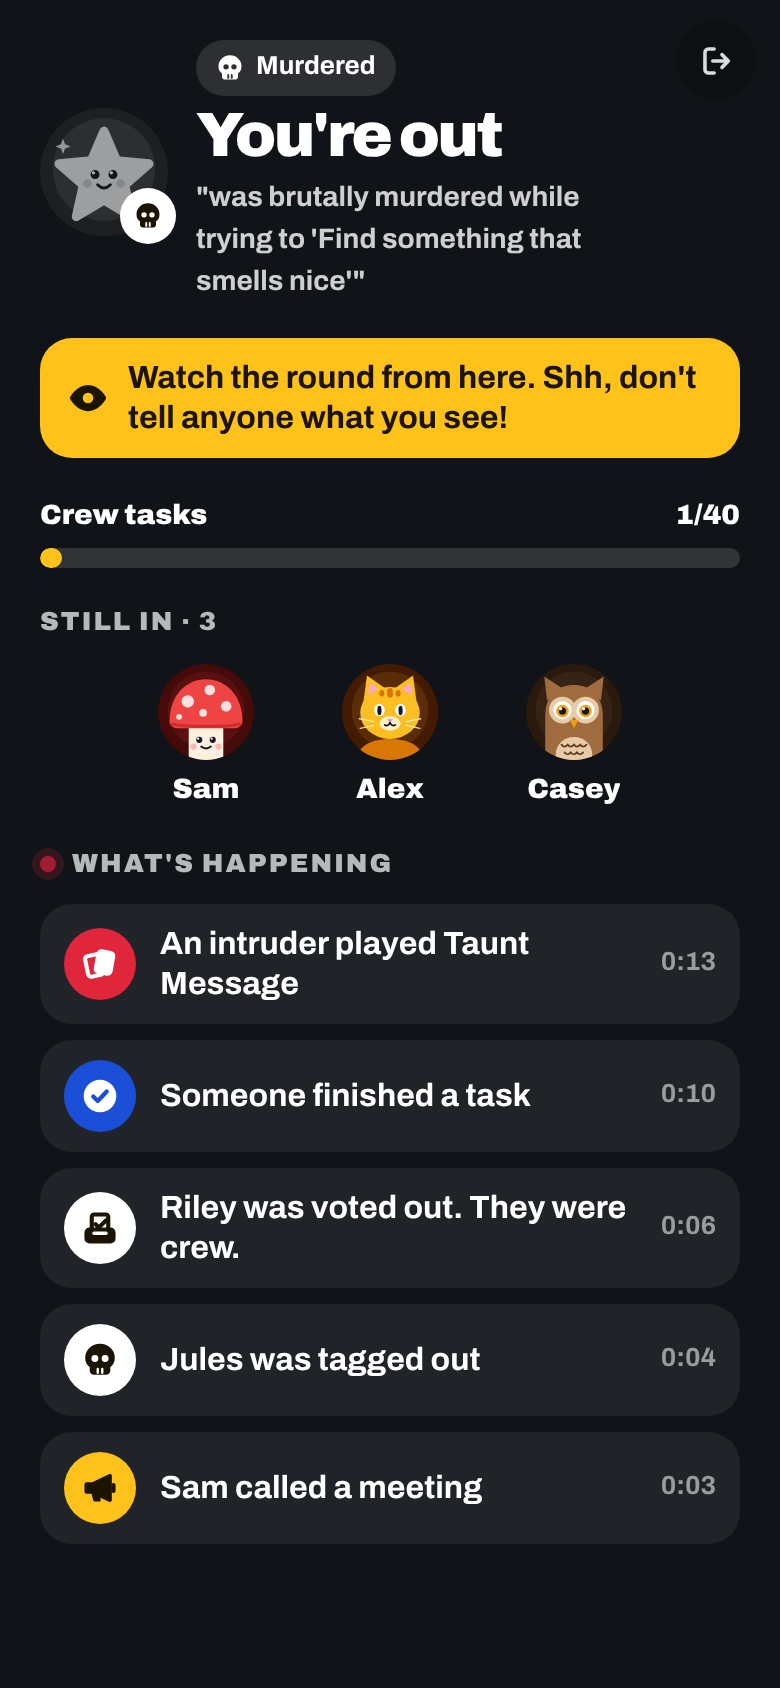 Murdered
You're out
"was brutally murdered while
trying to 'Find something that
smells nice'"
Watch the round from here. Shh, don't
tell anyone what you see!
Crew tasks 1/40
STILL IN · 3
Sam Alex Casey
WHAT'S HAPPENING
An intruder played Taunt
Message
0:13
Someone finished a task 0:10
Riley was voted out. They were
crew.
0:06
Jules was tagged out 0:04
Sam called a meeting 0:03